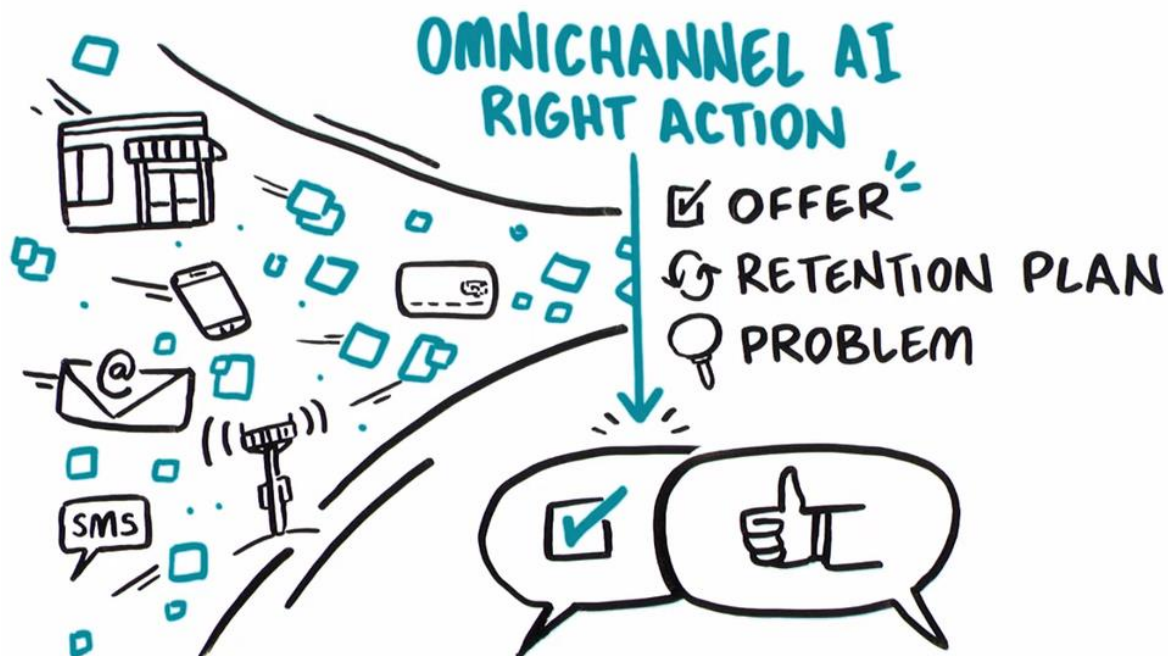 OMNICHANNEL AI
RIGHT ACTION
OFFER
RETENTION PLAN
PROBLEM
@
SMS